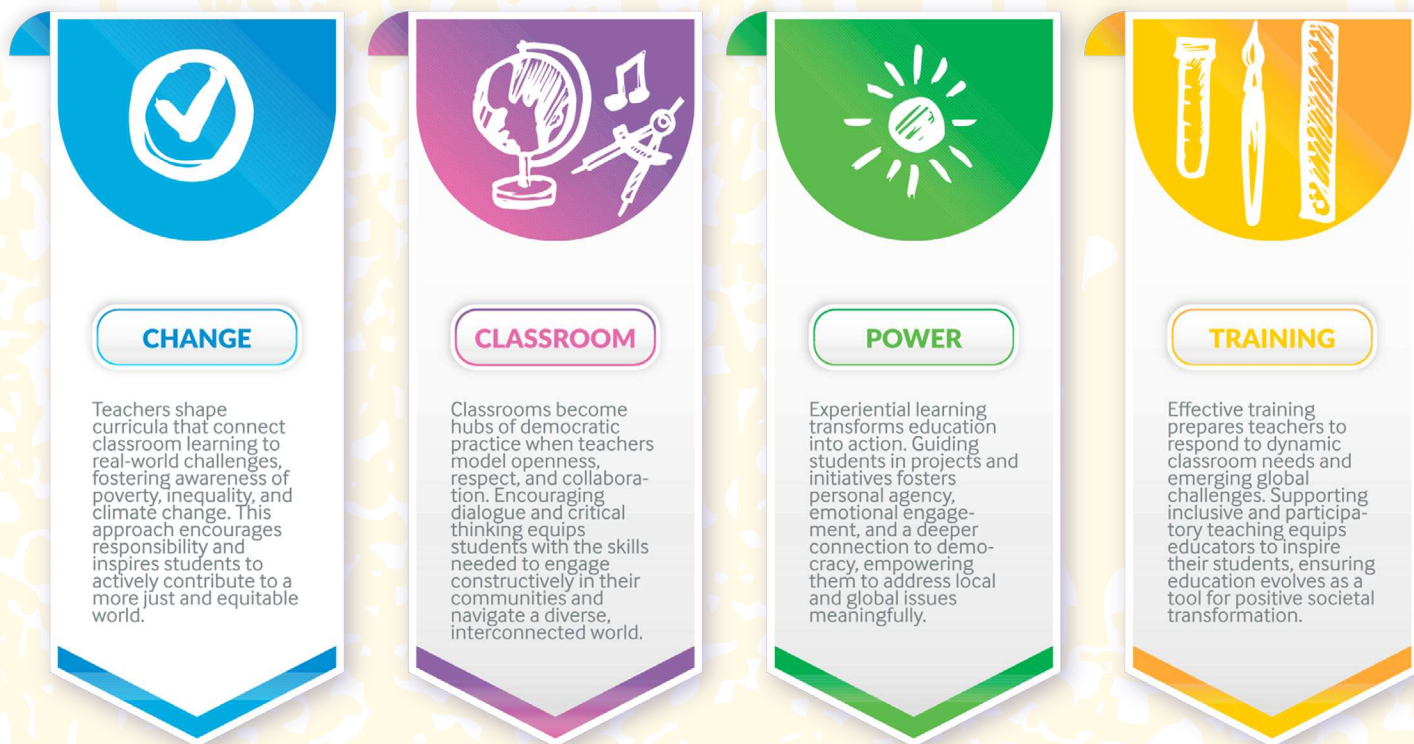 CHANGE
Teachers shape
curricula that connect
classroom learning to
real-world challenges,
fostering awareness of
poverty, inequality, and
climate change. This
approach encourages
responsibility and
inspires students to
actively contribute to a
more just and equitable
world.
CLASSROOM
Classrooms become
hubs of democratic
practice when teachers
model openness,
respect, and collabora-
tion. Encouraging
dialogue and critical
thinking equips
students with the skills
needed to engage
constructively in their
communities and
navigate a diverse,
interconnected world.
POWER
Experiential learning
transforms education
into action. Guiding
students in projects and
initiatives fosters
personal agency,
emotional engage-
ment, and a deeper
connection to demo-
cracy, empowering
them to address local
and global issues
meaningfully.
TRAINING
Effective training
prepares teachers to
respond to dynamic
classroom needs and
emerging global
challenges. Supporting
inclusive and participa-
tory teaching equips
educators to inspire
their students, ensuring
education evolves as a
tool for positive societal
transformation.